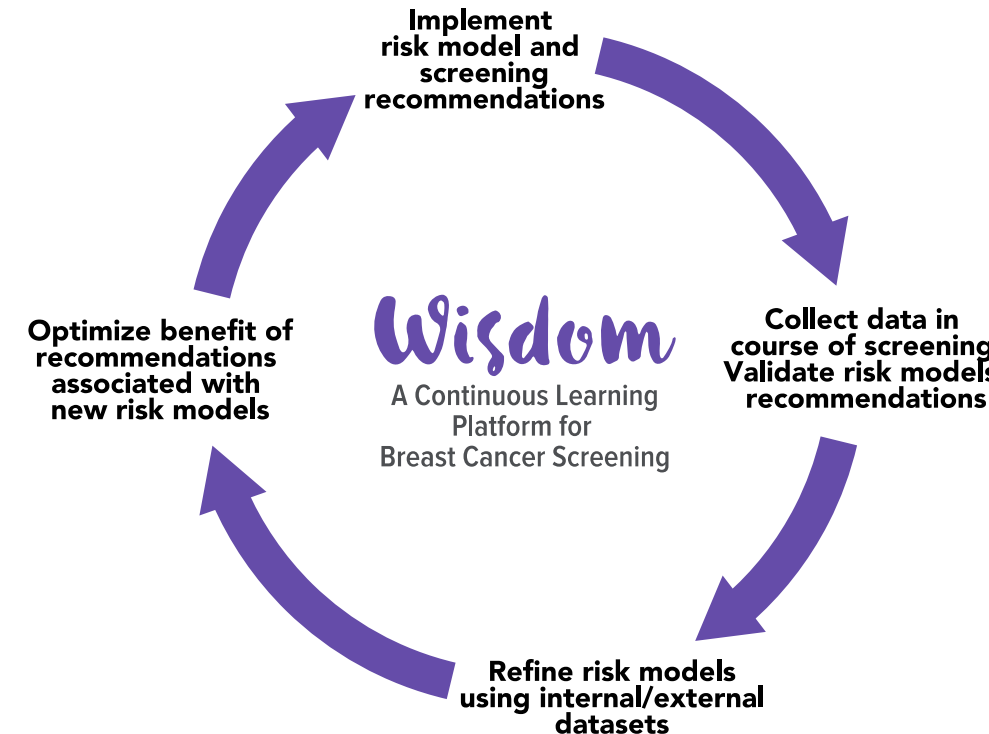 Implement
risk model and
screening
recommendations
Collect data in
course of screening
Validate risk models
recommendations
Refine risk models
using internal/external
datasets
Optimize benefit of
recommendations
associated with
new risk models
Wisdom
A Continuous Learning
Platform for
Breast Cancer Screening